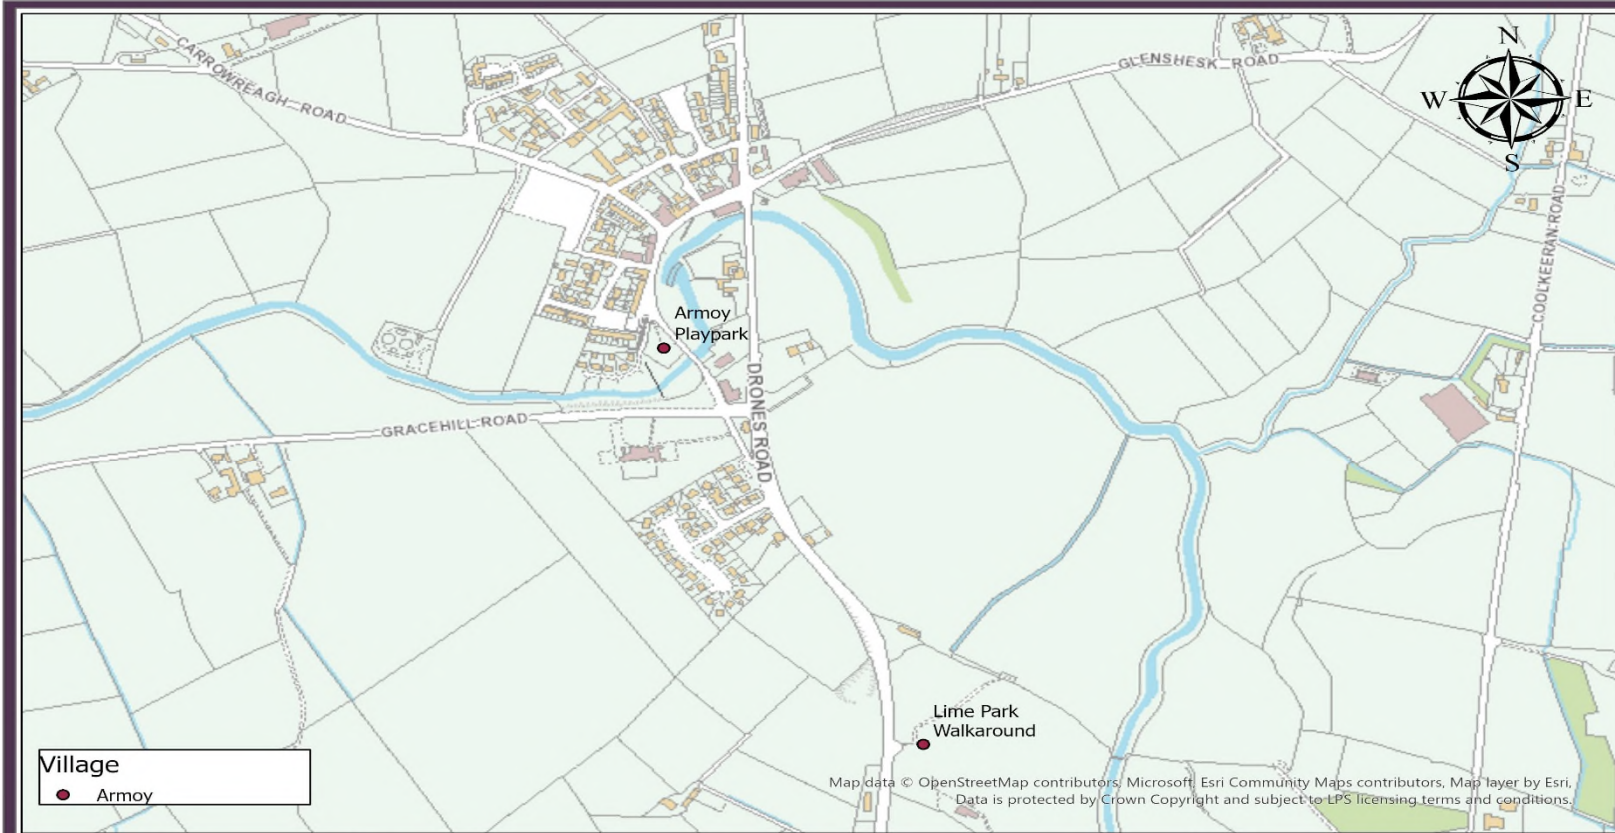 N
W
E
S
CARROWREAGH ROAD
GLENSHESK ROAD
COOLKEERAN ROAD
Armoy
Playpark
DRONES ROAD
GRACEHILL ROAD
Lime Park
Walkaround
Village
Armoy
Map data © OpenStreetMap contributors, Microsoft, Esri Community Maps contributors, Map layer by Esri,
Data is protected by Crown Copyright and subject to LPS licensing terms and conditions.